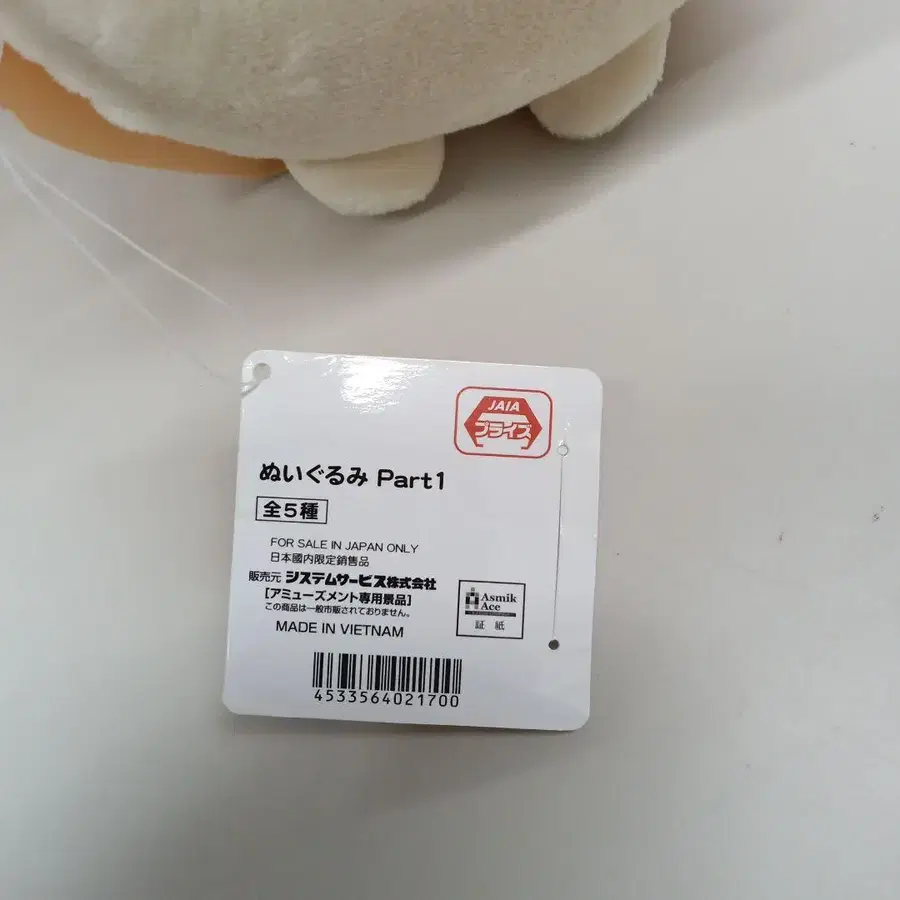 JAIA
プライズ
ぬいぐるみ Part1
全5種
FOR SALE IN JAPAN ONLY
日本國内限定銷售品
販売元 システムサービス株式会社
[アミューズメント専用景品]
この商品は一般市販されておりません。
MADE IN VIETNAM
Asmik
Ace
証 紙
4533564021700